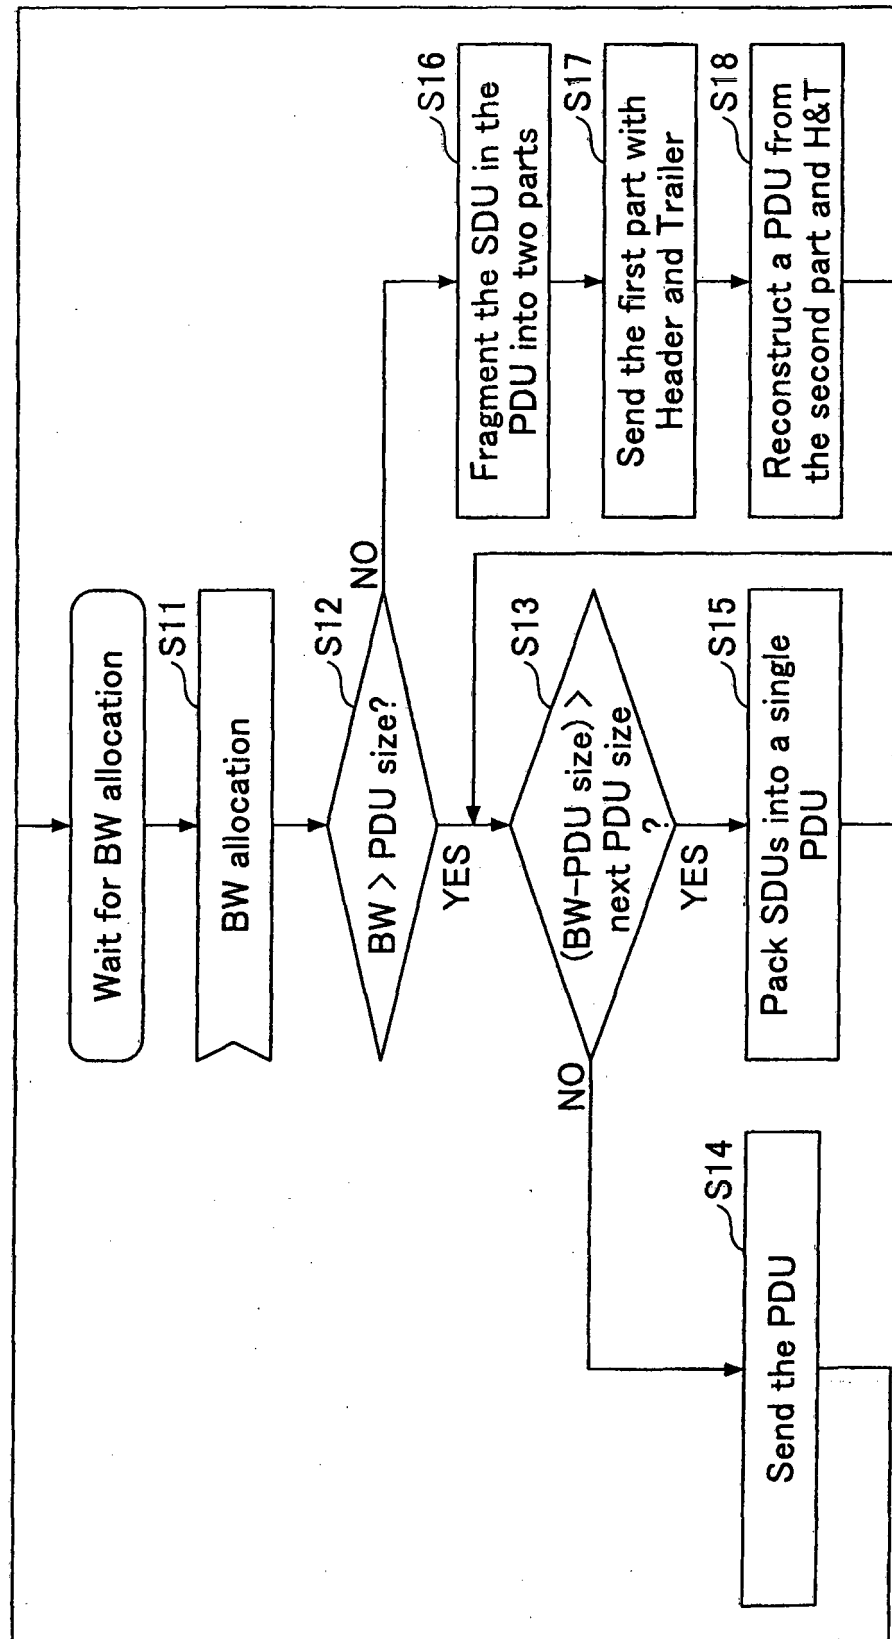 Wait for BW allocation
S11
BW allocation
S12
BW > PDU size?
NO
YES
S13
(BW-PDU size) >
next PDU size
?
NO
YES
S14
Send the PDU
S15
Pack SDUs into a single
PDU
S16
Fragment the SDU in the
PDU into two parts
S17
Send the first part with
Header and Trailer
S18
Reconstruct a PDU from
the second part and H&T